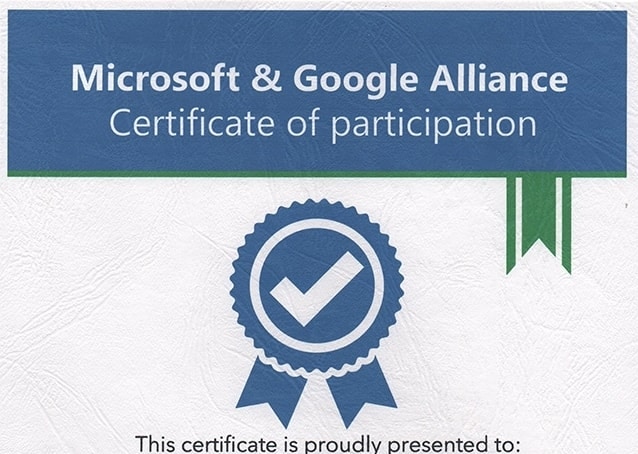 Microsoft & Google Alliance
Certificate of participation
This certificate is proudly presented to: